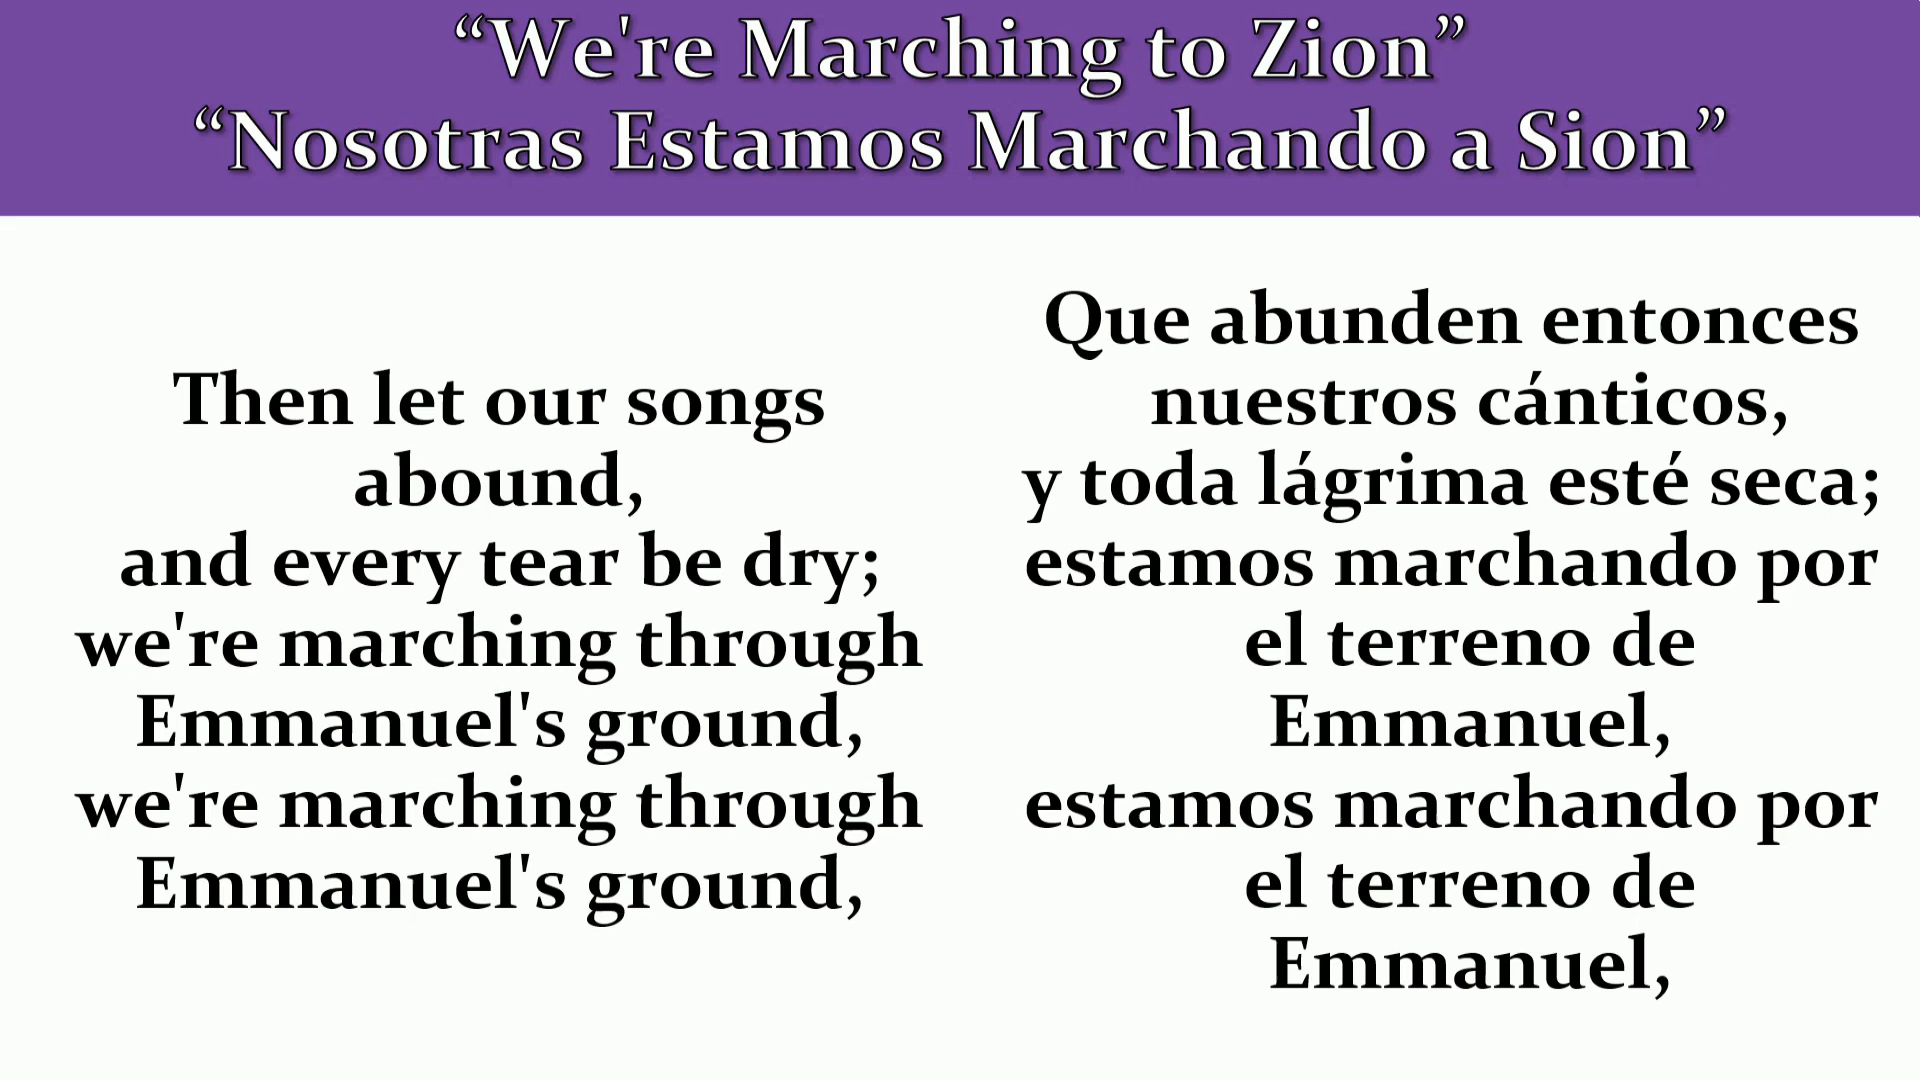 “We're Marching to Zion”
“Nosotras Estamos Marchando a Sion”
Then let our songs
abound,
and every tear be dry;
we're marching through
Emmanuel's ground,
we're marching through
Emmanuel's ground,
Que abunden entonces
nuestros cánticos,
y toda lágrima esté seca;
estamos marchando por
el terreno de
Emmanuel,
estamos marchando por
el terreno de
Emmanuel,